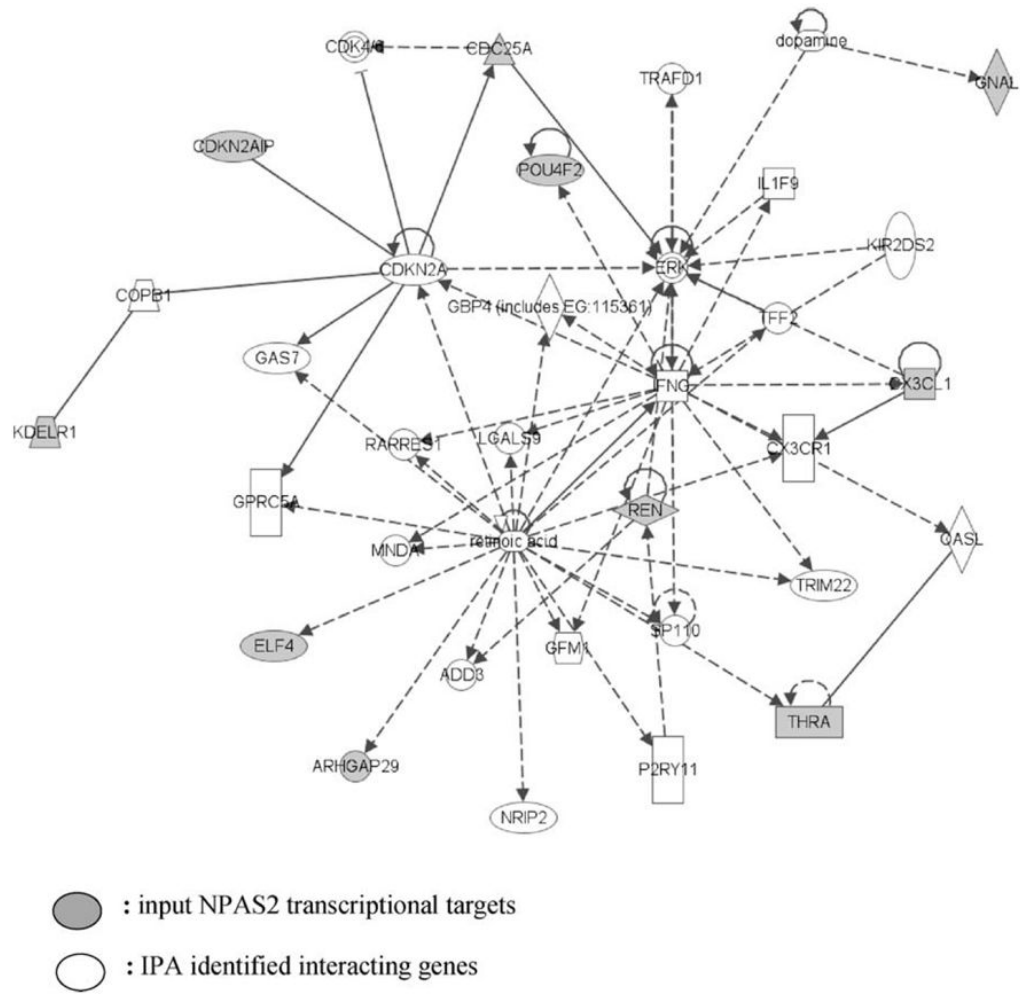 dopamine
CDK4/6
CDC25A
TRAFD1
GNAL
CDKN2AIP
POU4F2
IL1F9
KIR2DS2
CDKN2A
ERK
COPB1
GBP4 (includes EG:115361)
TFF2
GAS7
IFNG
CX3CL1
KDELR1
RARRES1
LGALS9
CX3CR1
GPRC5A
REN
retinoic acid
MNDA
OASL
TRIM22
SP110
ELF4
GFM1
ADD3
THRA
ARHGAP29
P2RY11
NRIP2
: input NPAS2 transcriptional targets
: IPA identified interacting genes